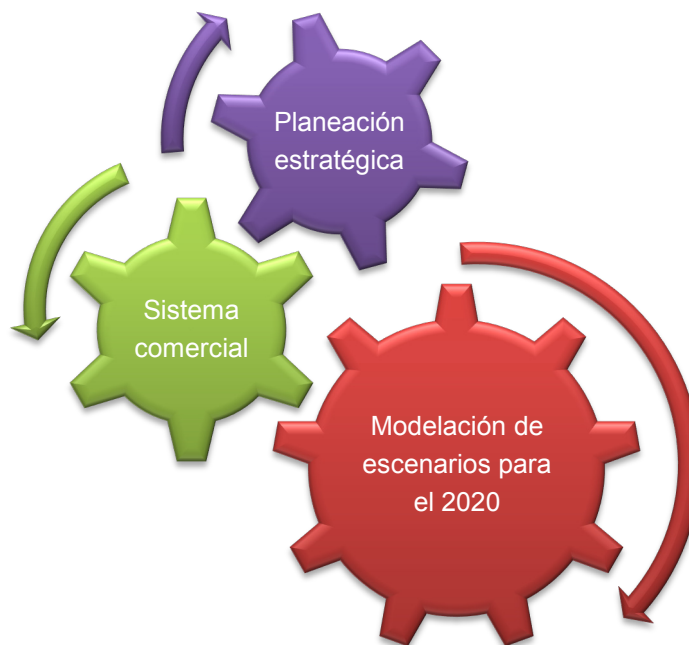 Planeación
estratégica
Sistema
comercial
Modelación de
escenarios para
el 2020